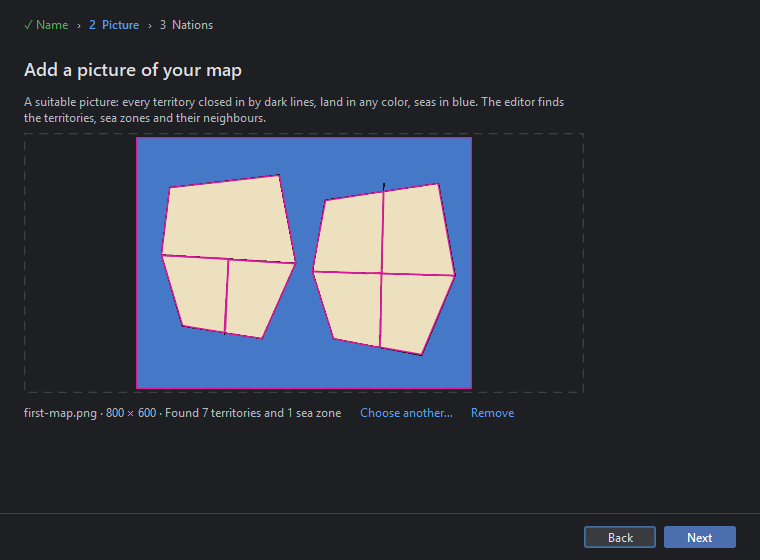 ✓ Name › 2 Picture › 3 Nations
Add a picture of your map
A suitable picture: every territory closed in by dark lines, land in any color, seas in blue. The editor finds
the territories, sea zones and their neighbours.
first-map.png · 800 × 600 · Found 7 territories and 1 sea zone Choose another... Remove
Back Next